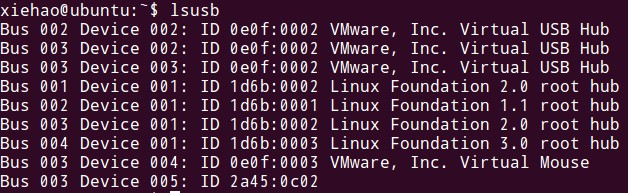 xiehao@ubuntu:~$ lsusb
Bus 002 Device 002: ID 0e0f:0002 VMware, Inc. Virtual USB Hub
Bus 003 Device 002: ID 0e0f:0002 VMware, Inc. Virtual USB Hub
Bus 003 Device 003: ID 0e0f:0002 VMware, Inc. Virtual USB Hub
Bus 001 Device 001: ID 1d6b:0002 Linux Foundation 2.0 root hub
Bus 002 Device 001: ID 1d6b:0001 Linux Foundation 1.1 root hub
Bus 003 Device 001: ID 1d6b:0002 Linux Foundation 2.0 root hub
Bus 004 Device 001: ID 1d6b:0003 Linux Foundation 3.0 root hub
Bus 003 Device 004: ID 0e0f:0003 VMware, Inc. Virtual Mouse
Bus 003 Device 005: ID 2a45:0c02